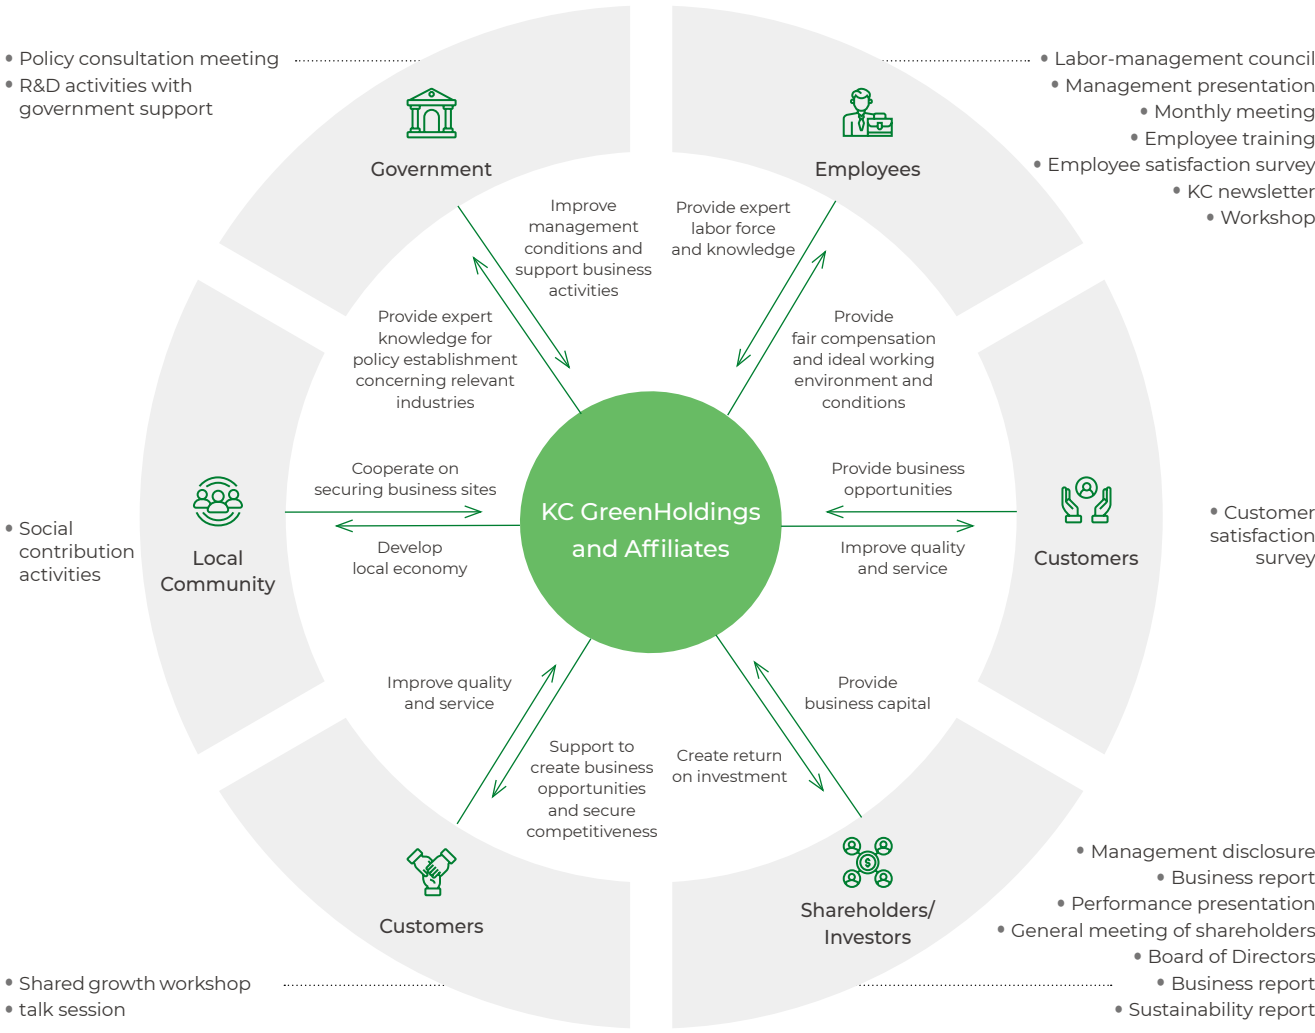 • Policy consultation meeting
• R&D activities with
government support
Government
Employees
• Labor-management council
• Management presentation
• Monthly meeting
• Employee training
• Employee satisfaction survey
• KC newsletter
• Workshop
Improve
management
conditions and
support business
activities
Provide expert
labor force
and knowledge
Provide expert
knowledge for
policy establishment
concerning relevant
industries
Provide
fair compensation
and ideal working
environment and
conditions
Cooperate on
securing business sites
Develop
local economy
KC GreenHoldings
and Affiliates
Provide business
opportunities
Improve quality
and service
• Social
contribution
activities
Local
Community
Customers
• Customer
satisfaction
survey
Improve quality
and service
Support to
create business
opportunities
and secure
competitiveness
Provide
business capital
Create return
on investment
Customers
Shareholders/
Investors
• Shared growth workshop
• talk session
• Management disclosure
• Business report
• Performance presentation
• General meeting of shareholders
• Board of Directors
• Business report
• Sustainability report